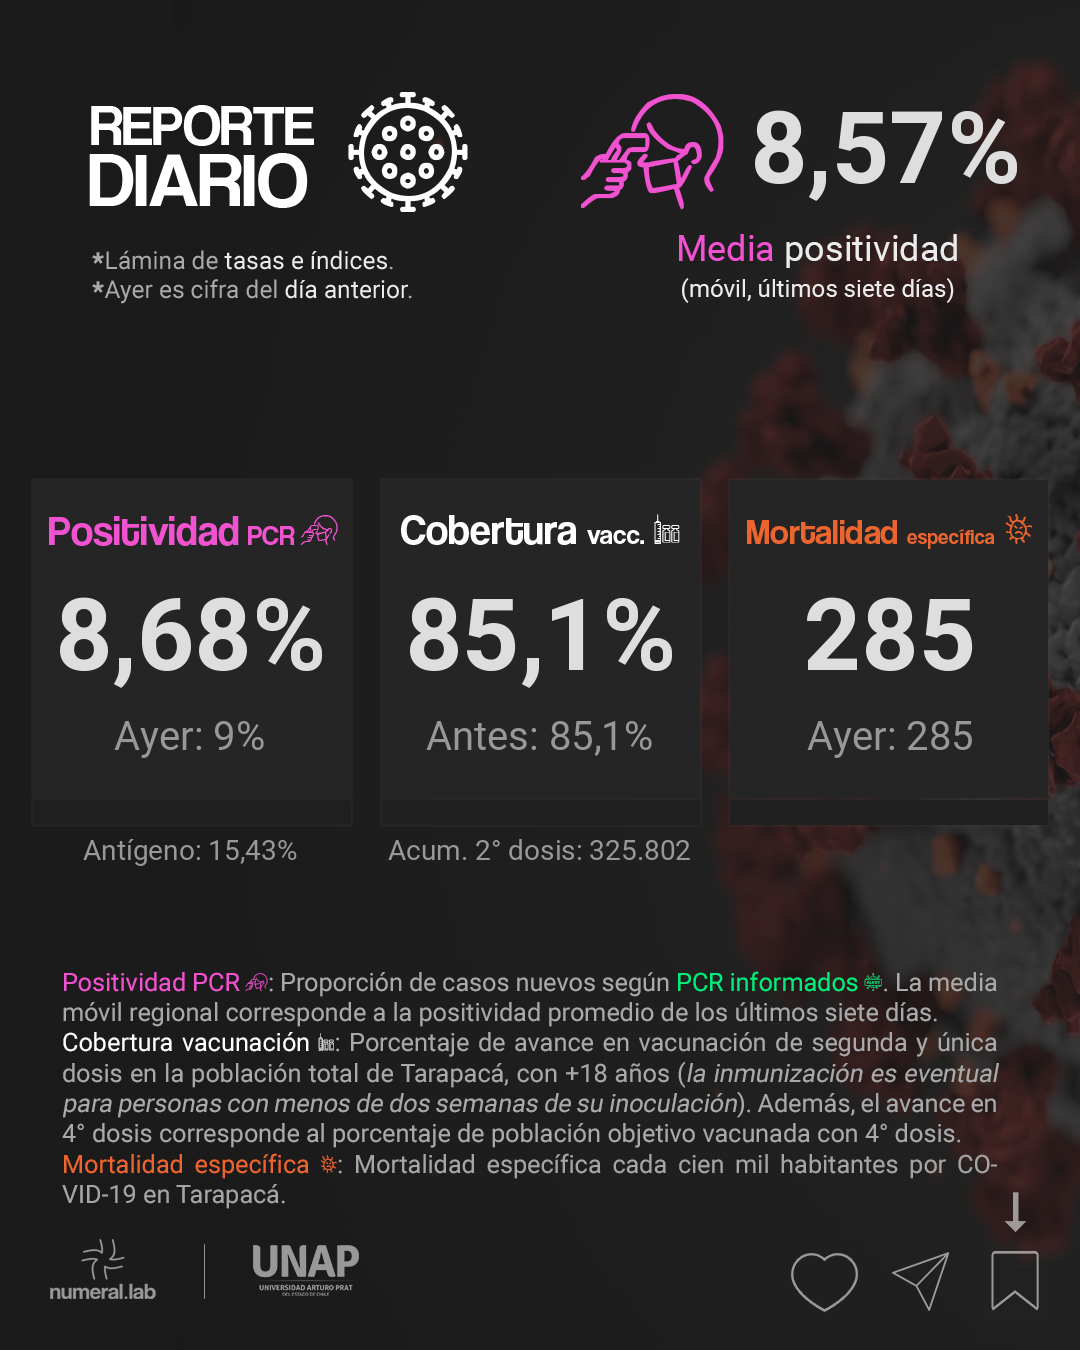 REPORTE
DIARIO
*Lámina de tasas e índices.
*Ayer es cifra del día anterior.
8,57%
Media positividad
(móvil, últimos siete días)
Positividad PCR
8,68%
Ayer: 9%
Antígeno: 15,43%
Cobertura vacc.
85,1%
Antes: 85,1%
Acum. 2° dosis: 325.802
Mortalidad específica
285
Ayer: 285
Positividad PCR : Proporción de casos nuevos según PCR informados . La media
móvil regional corresponde a la positividad promedio de los últimos siete días.
Cobertura vacunación : Porcentaje de avance en vacunación de segunda y única
dosis en la población total de Tarapacá, con +18 años (la inmunización es eventual
para personas con menos de dos semanas de su inoculación). Además, el avance en
4° dosis corresponde al porcentaje de población objetivo vacunada con 4° dosis.
Mortalidad específica : Mortalidad específica cada cien mil habitantes por CO-
VID-19 en Tarapacá.
numeral.lab
UNAP
UNIVERSIDAD ARTURO PRAT
DEL ESTADO DE CHILE